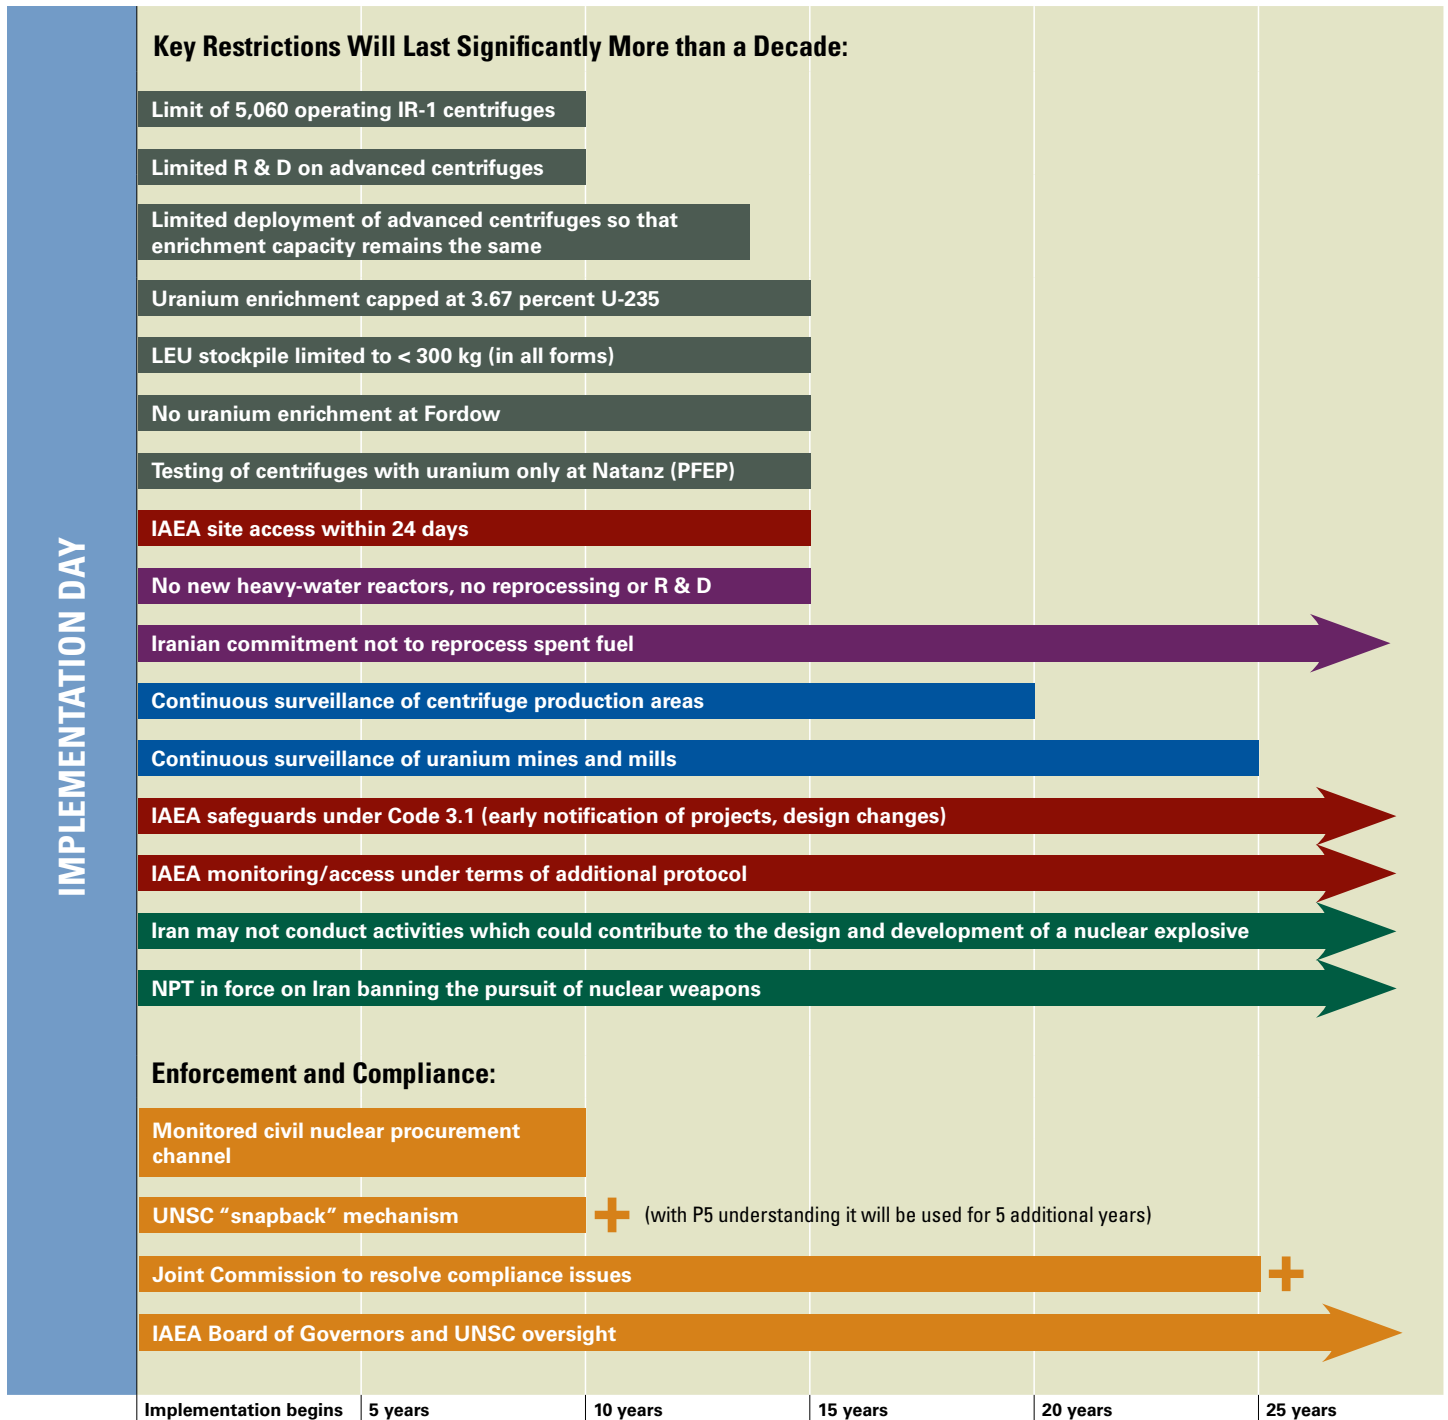 Key Restrictions Will Last Significantly More than a Decade:
Limit of 5,060 operating IR-1 centrifuges
Limited R & D on advanced centrifuges
Limited deployment of advanced centrifuges so that
enrichment capacity remains the same
Uranium enrichment capped at 3.67 percent U-235
LEU stockpile limited to < 300 kg (in all forms)
No uranium enrichment at Fordow
Testing of centrifuges with uranium only at Natanz (PFEP)
IAEA site access within 24 days
No new heavy-water reactors, no reprocessing or R & D
Iranian commitment not to reprocess spent fuel
Continuous surveillance of centrifuge production areas
Continuous surveillance of uranium mines and mills
IAEA safeguards under Code 3.1 (early notification of projects, design changes)
IAEA monitoring/access under terms of additional protocol
Iran may not conduct activities which could contribute to the design and development of a nuclear explosive
NPT in force on Iran banning the pursuit of nuclear weapons
IMPLEMENTATION DAY
Enforcement and Compliance:
Monitored civil nuclear procurement
channel
UNSC “snapback” mechanism + (with P5 understanding it will be used for 5 additional years)
Joint Commission to resolve compliance issues +
IAEA Board of Governors and UNSC oversight
Implementation begins 5 years 10 years 15 years 20 years 25 years